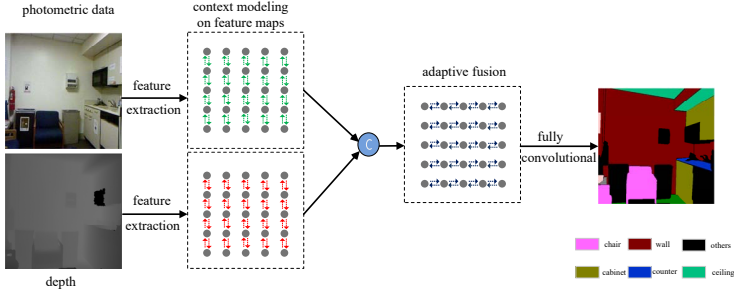 photometric data
context modeling
on feature maps
feature
extraction
adaptive fusion
C
fully
convolutional
feature
extraction
depth
chair
wall
others
cabinet
counter
ceiling